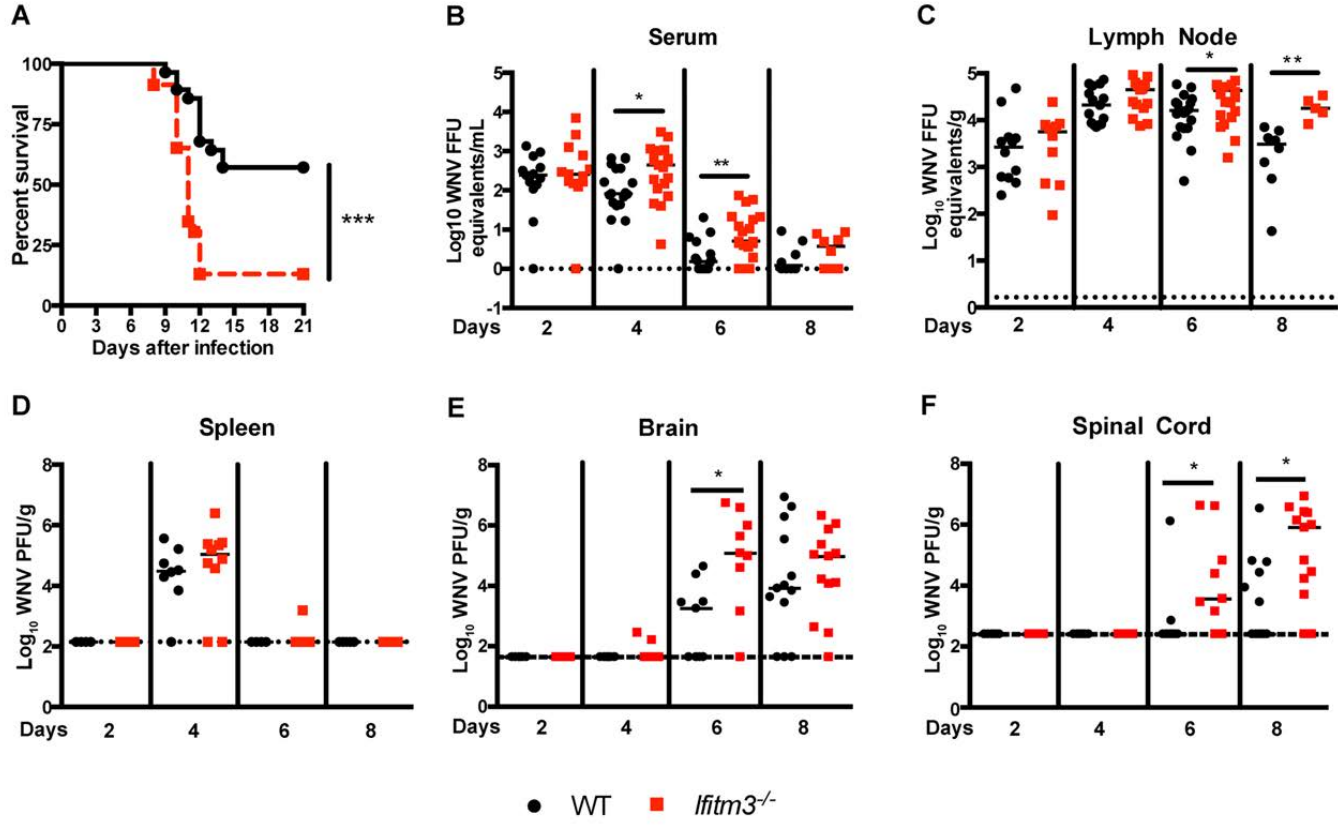 A
Percent survival
100
75
50
25
0
0 3 6 9 12 15 18 21
Days after infection
***
B
Serum
Log10 WNV FFU
equivalents/mL
5
4
3
2
1
0
-1
*
**
Days 2 4 6 8
C
Lymph Node
Log₁₀ WNV FFU
equivalents/g
5
4
3
2
1
0
*
**
Days 2 4 6 8
D
Spleen
Log₁₀ WNV PFU/g
8
6
4
2
0
Days 2 4 6 8
E
Brain
Log₁₀ WNV PFU/g
8
6
4
2
0
*
Days 2 4 6 8
F
Spinal Cord
Log₁₀ WNV PFU/g
8
6
4
2
0
*
*
Days 2 4 6 8
WT Ifitm3-/-